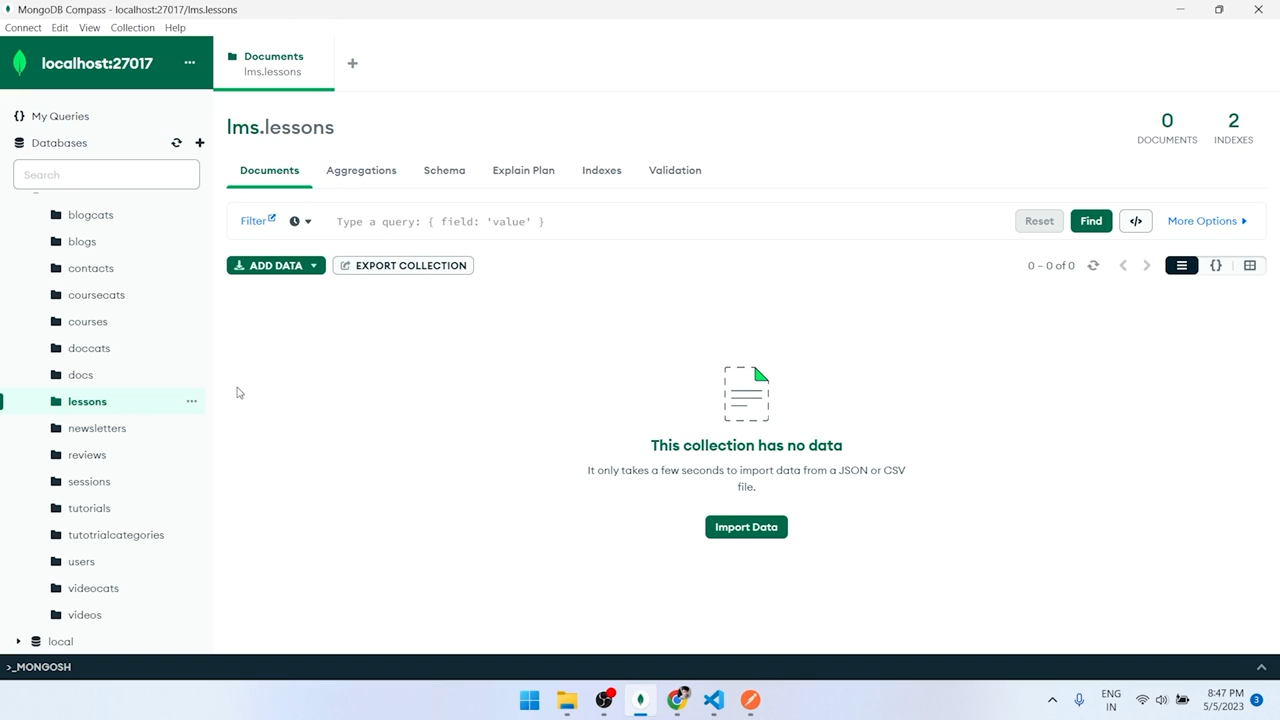 MongoDB Compass - localhost:27017/lms.lessons
Connect Edit View Collection Help
localhost:27017
Documents
lms.lessons
My Queries
Databases
Search
blogcats
blogs
contacts
coursecats
courses
doccats
docs
lessons
newsletters
reviews
sessions
tutorials
tutotrialcategories
users
videocats
videos
local
lms.lessons
0
DOCUMENTS
2
INDEXES
Documents Aggregations Schema Explain Plan Indexes Validation
Filter Type a query: { field: 'value' } Reset Find </> More Options
ADD DATA EXPORT COLLECTION 0 – 0 of 0 {}
This collection has no data
It only takes a few seconds to import data from a JSON or CSV
file.
Import Data
>_MONGOSH
ENG
IN
8:47 PM
5/5/2023
3